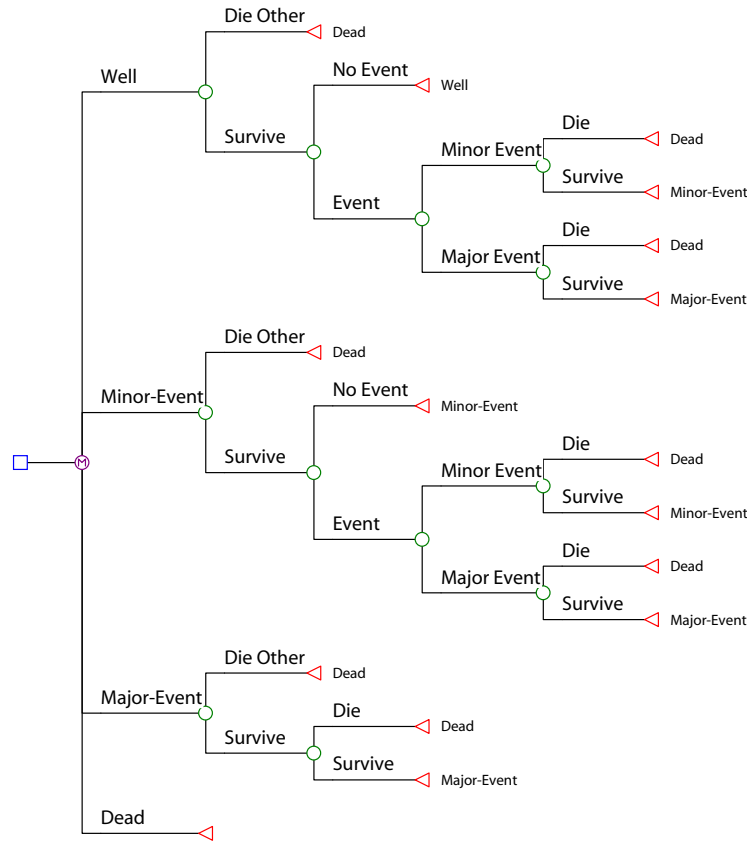 Die Other
Dead
No Event
Well
Well
Die
Dead
Survive
Minor Event
Survive
Minor-Event
Event
Die
Dead
Major Event
Survive
Major-Event
Die Other
Dead
Minor-Event
No Event
Minor-Event
Die
Dead
Survive
Minor Event
M
Survive
Minor-Event
Event
Die
Dead
Major Event
Survive
Major-Event
Die Other
Dead
Major-Event
Die
Dead
Survive
Survive
Major-Event
Dead